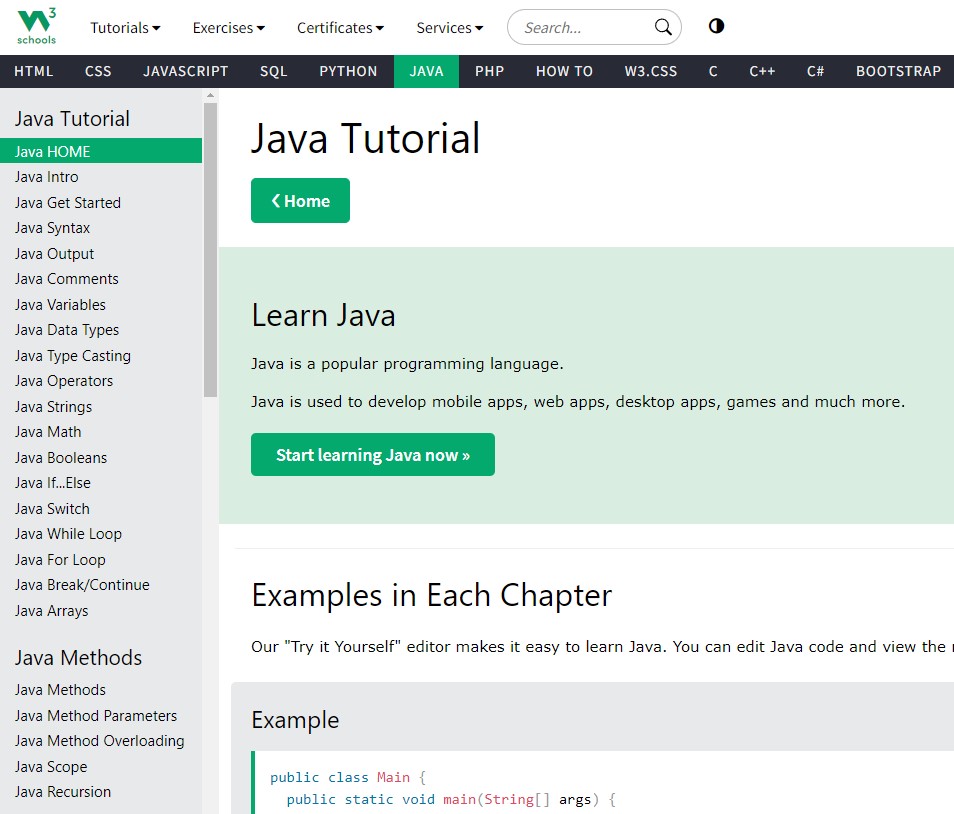 W3
schools
Tutorials
Exercises
Certificates
Services
Search...
HTML CSS JAVASCRIPT SQL PYTHON JAVA PHP HOW TO W3.CSS C C++ C# BOOTSTRAP
Java Tutorial
Java HOME
Java Intro
Java Get Started
Java Syntax
Java Output
Java Comments
Java Variables
Java Data Types
Java Type Casting
Java Operators
Java Strings
Java Math
Java Booleans
Java If...Else
Java Switch
Java While Loop
Java For Loop
Java Break/Continue
Java Arrays
Java Methods
Java Methods
Java Method Parameters
Java Method Overloading
Java Scope
Java Recursion
Java Tutorial
❮ Home
Learn Java
Java is a popular programming language.
Java is used to develop mobile apps, web apps, desktop apps, games and much more.
Start learning Java now »
Examples in Each Chapter
Our "Try it Yourself" editor makes it easy to learn Java. You can edit Java code and view the
Example
public class Main {
public static void main(String[] args) {